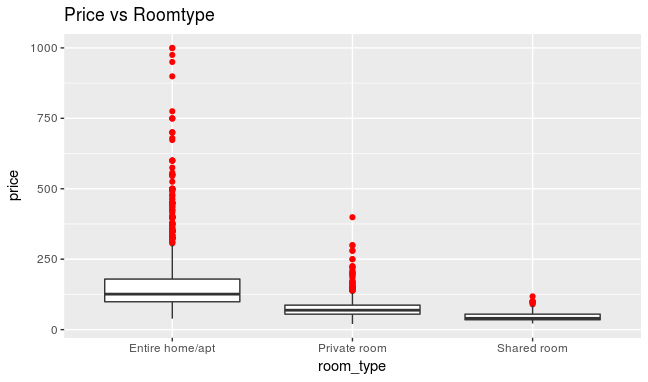 Price vs Roomtype
1000
750
500
250
0
price
Entire home/apt
Private room
Shared room
room_type